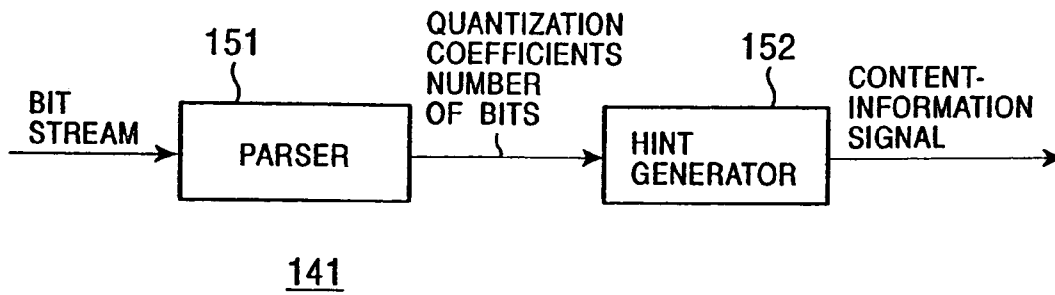 151
QUANTIZATION
COEFFICIENTS
NUMBER
OF BITS
152
CONTENT-
INFORMATION
SIGNAL
BIT
STREAM
PARSER
HINT
GENERATOR
141